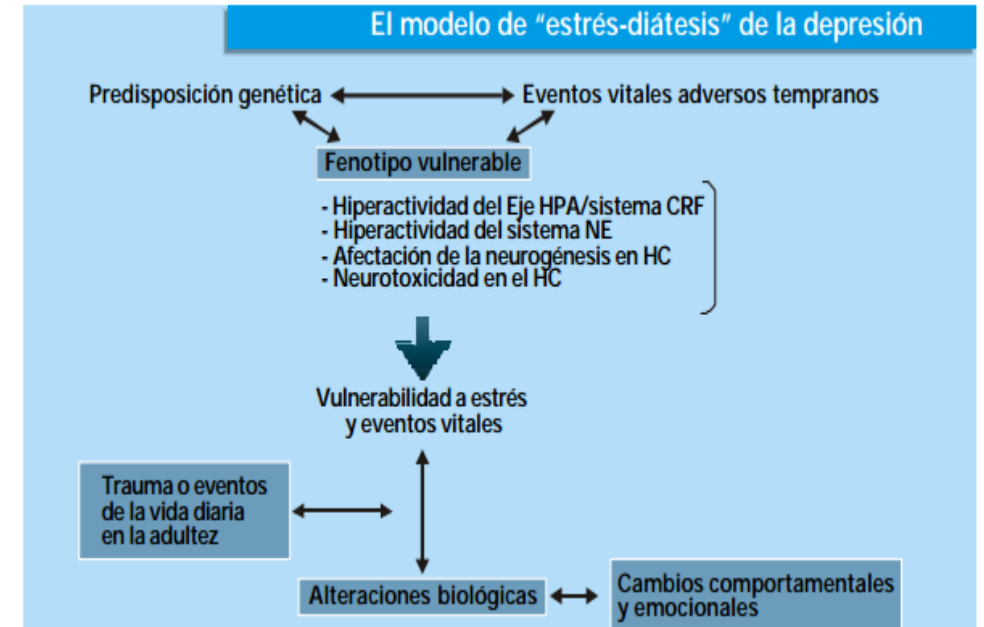 El modelo de “estrés-diátesis” de la depresión
Predisposición genética
Eventos vitales adversos tempranos
Fenotipo vulnerable
- Hiperactividad del Eje HPA/sistema CRF
- Hiperactividad del sistema NE
- Afectación de la neurogénesis en HC
- Neurotoxicidad en el HC
Vulnerabilidad a estrés
y eventos vitales
Trauma o eventos
de la vida diaria
en la adultez
Alteraciones biológicas
Cambios comportamentales
y emocionales